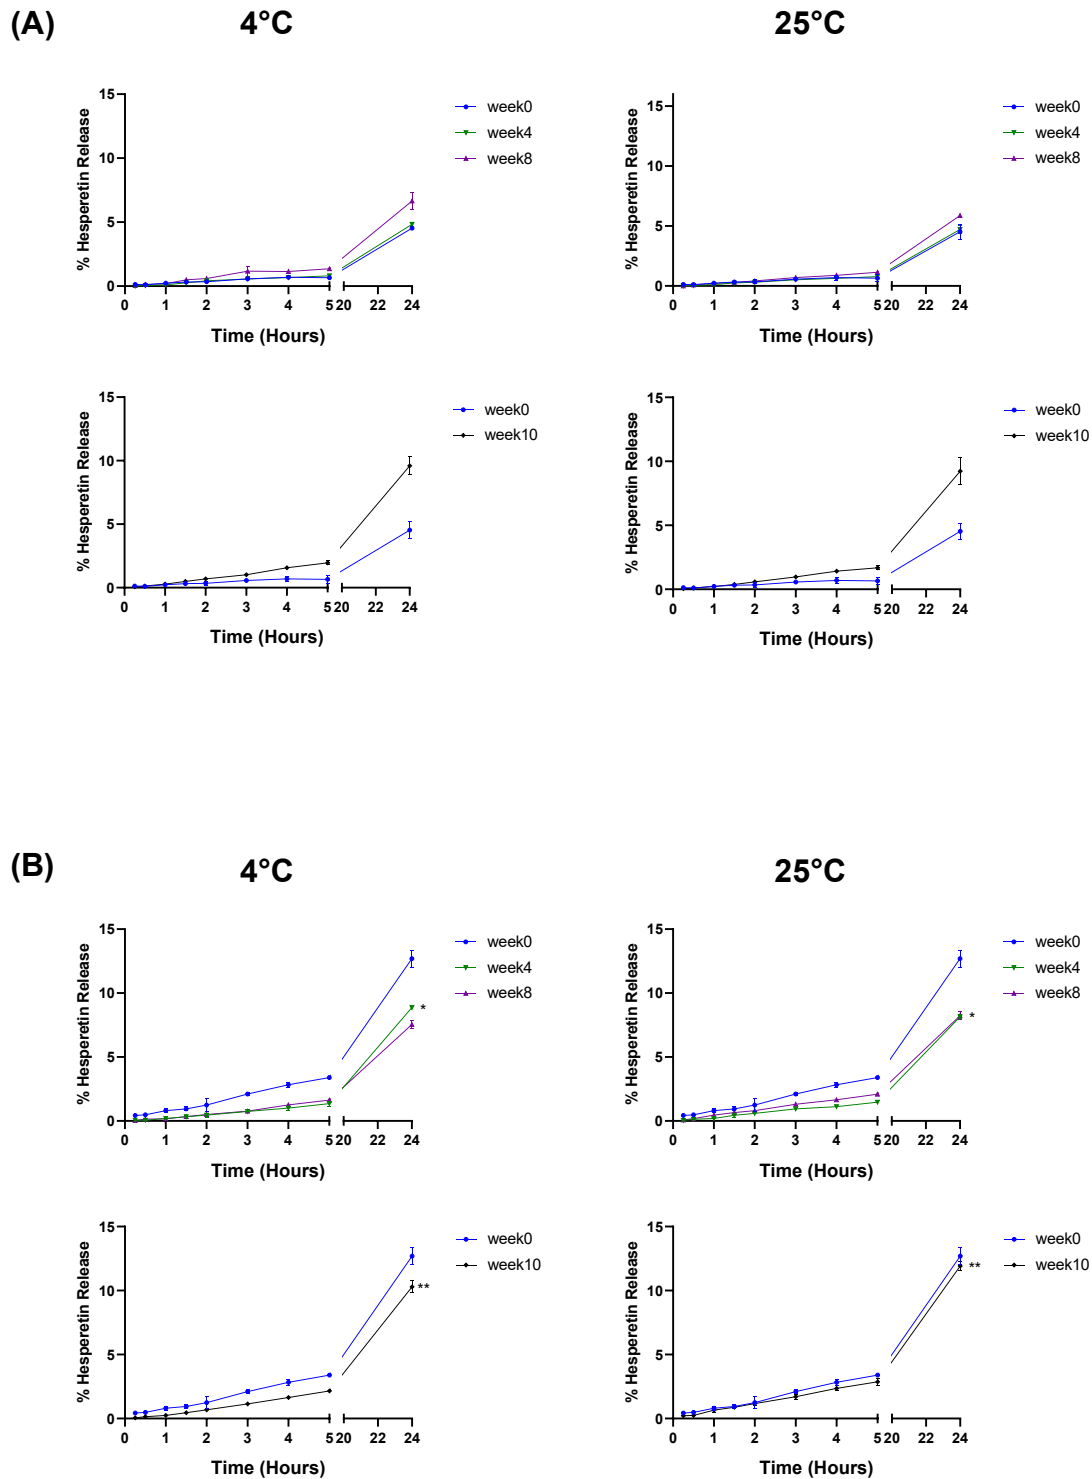 (A)
4°C
25°C
% Hesperetin Release
15
10
5
0
0 1 2 3 4 5 20 22 24
Time (Hours)
week0
week4
week8
% Hesperetin Release
15
10
5
0
0 1 2 3 4 5 20 22 24
Time (Hours)
week0
week4
week8
% Hesperetin Release
15
10
5
0
0 1 2 3 4 5 20 22 24
Time (Hours)
week0
week10
% Hesperetin Release
15
10
5
0
0 1 2 3 4 5 20 22 24
Time (Hours)
week0
week10
(B)
4°C
25°C
% Hesperetin Release
15
10
5
0
0 1 2 3 4 5 20 22 24
Time (Hours)
*
week0
week4
week8
% Hesperetin Release
15
10
5
0
0 1 2 3 4 5 20 22 24
Time (Hours)
*
week0
week4
week8
% Hesperetin Release
15
10
5
0
0 1 2 3 4 5 20 22 24
Time (Hours)
**
week0
week10
% Hesperetin Release
15
10
5
0
0 1 2 3 4 5 20 22 24
Time (Hours)
**
week0
week10